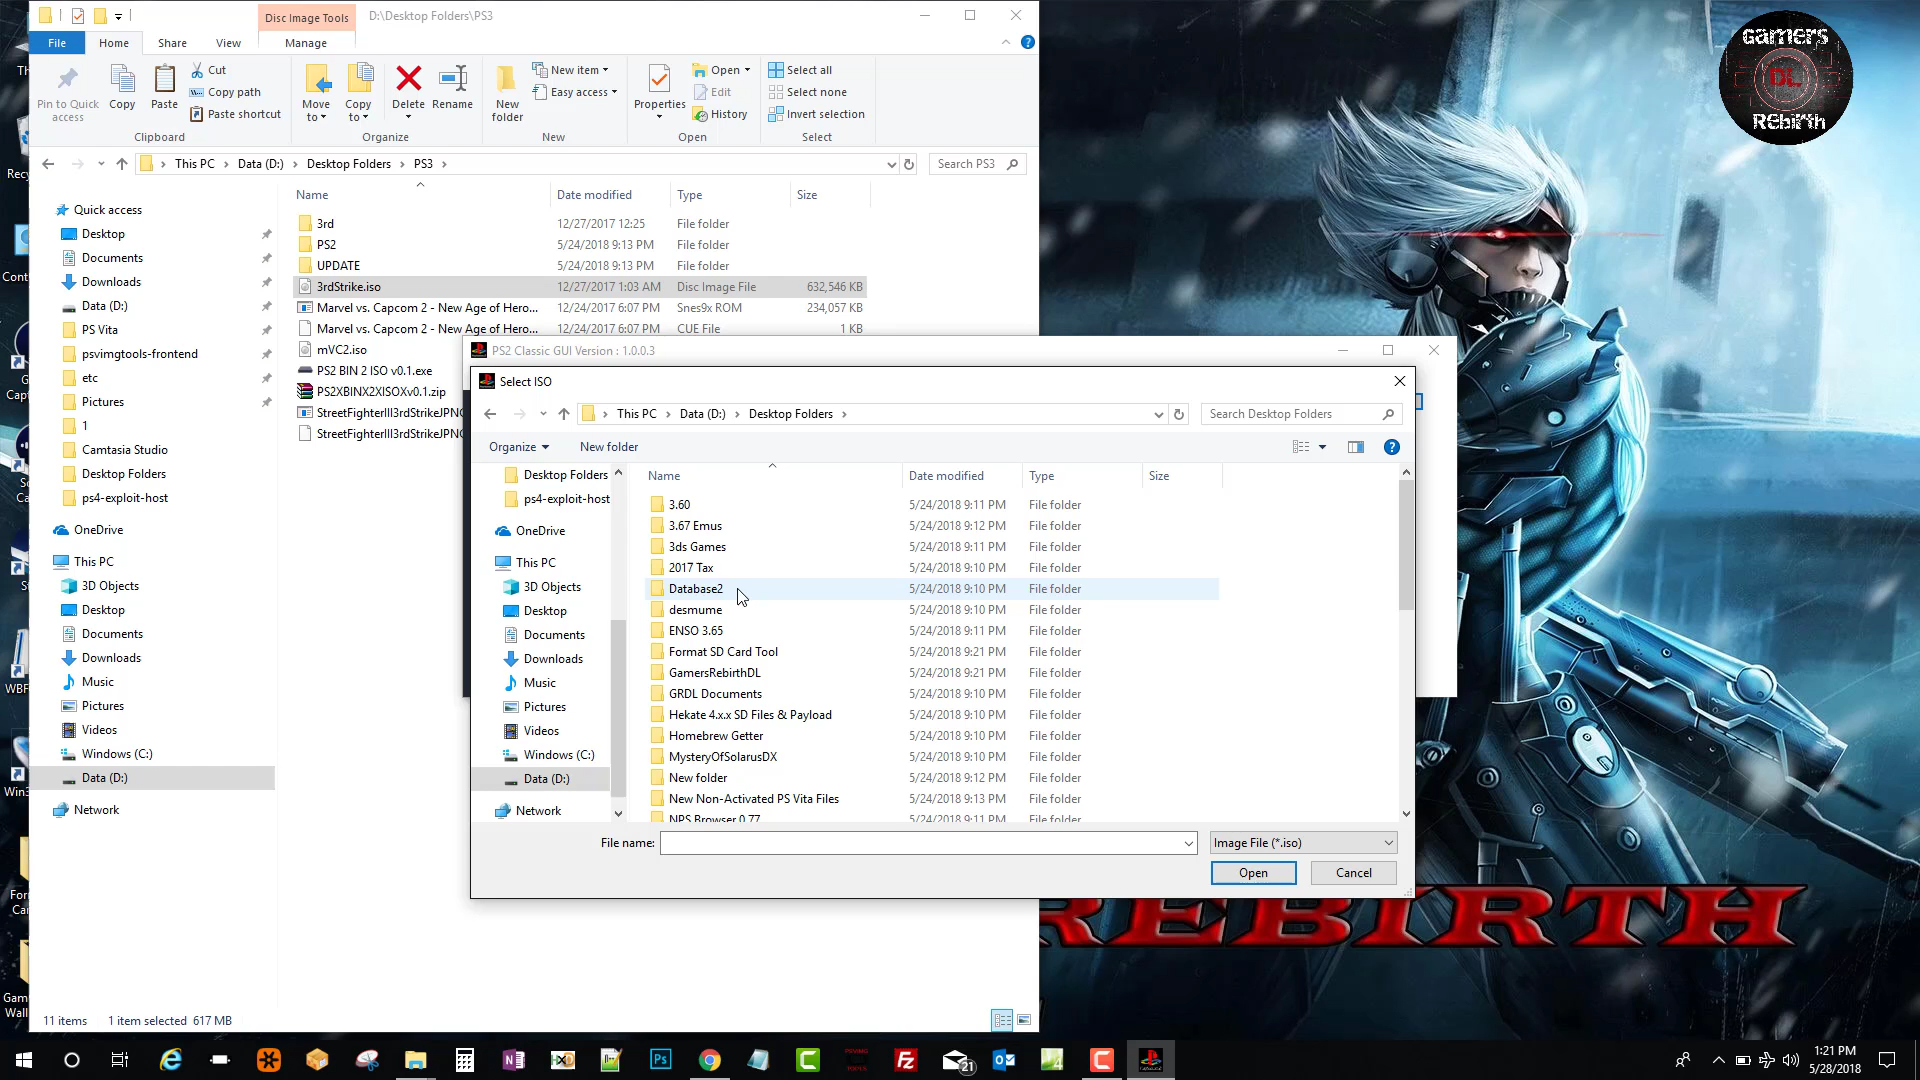 Disc Image Tools
D:\Desktop Folders\PS3
File
Home
Share
View
Manage
Pin to Quick access
Copy
Paste
Cut
Copy path
Paste shortcut
Clipboard
Move to
Copy to
Delete
Rename
Organize
New folder
New item
Easy access
New
Properties
Open
Edit
History
Open
Select all
Select none
Invert selection
Select
This PC > Data (D:) > Desktop Folders > PS3 >
Search PS3
Name
Date modified
Type
Size
3rd 12/27/2017 12:25 File folder
PS2 5/24/2018 9:13 PM File folder
UPDATE 5/24/2018 9:13 PM File folder
3rdStrike.iso 12/27/2017 1:03 AM Disc Image File 632,546 KB
Marvel vs. Capcom 2 - New Age of Hero... 12/24/2017 6:07 PM Snes9x ROM 234,057 KB
Marvel vs. Capcom 2 - New Age of Hero... 12/24/2017 6:07 PM CUE File 1 KB
mVC2.iso
PS2 BIN 2 ISO v0.1.exe
PS2XBINX2XISOXv0.1.zip
StreetFighterIII3rdStrikeJPN
StreetFighterIII3rdStrikeJPN
Quick access
Desktop
Documents
Downloads
Data (D:)
PS Vita
psvimgtools-frontend
etc
Pictures
1
Camtasia Studio
Desktop Folders
ps4-exploit-host
OneDrive
This PC
3D Objects
Desktop
Documents
Downloads
Music
Pictures
Videos
Windows (C:)
Data (D:)
Network
11 items 1 item selected 617 MB
PS2 Classic GUI Version : 1.0.0.3
Select ISO
This PC > Data (D:) > Desktop Folders >
Search Desktop Folders
Organize
New folder
Name
Date modified
Type
Size
Desktop Folders
ps4-exploit-host
OneDrive
This PC
3D Objects
Desktop
Documents
Downloads
Music
Pictures
Videos
Windows (C:)
Data (D:)
Network
3.60 5/24/2018 9:11 PM File folder
3.67 Emus 5/24/2018 9:12 PM File folder
3ds Games 5/24/2018 9:11 PM File folder
2017 Tax 5/24/2018 9:10 PM File folder
Database2 5/24/2018 9:10 PM File folder
desmume 5/24/2018 9:10 PM File folder
ENSO 3.65 5/24/2018 9:11 PM File folder
Format SD Card Tool 5/24/2018 9:21 PM File folder
GamersRebirthDL 5/24/2018 9:21 PM File folder
GRDL Documents 5/24/2018 9:10 PM File folder
Hekate 4.x.x SD Files & Payload 5/24/2018 9:10 PM File folder
Homebrew Getter 5/24/2018 9:10 PM File folder
MysteryOfSolarusDX 5/24/2018 9:10 PM File folder
New folder 5/24/2018 9:12 PM File folder
New Non-Activated PS Vita Files 5/24/2018 9:13 PM File folder
NPS Browser 0.77 5/24/2018 9:11 PM File folder
File name:
Image File (*.iso)
Open
Cancel
GamerS
DL
REbirth
REBIRTH
21
1:21 PM
5/28/2018